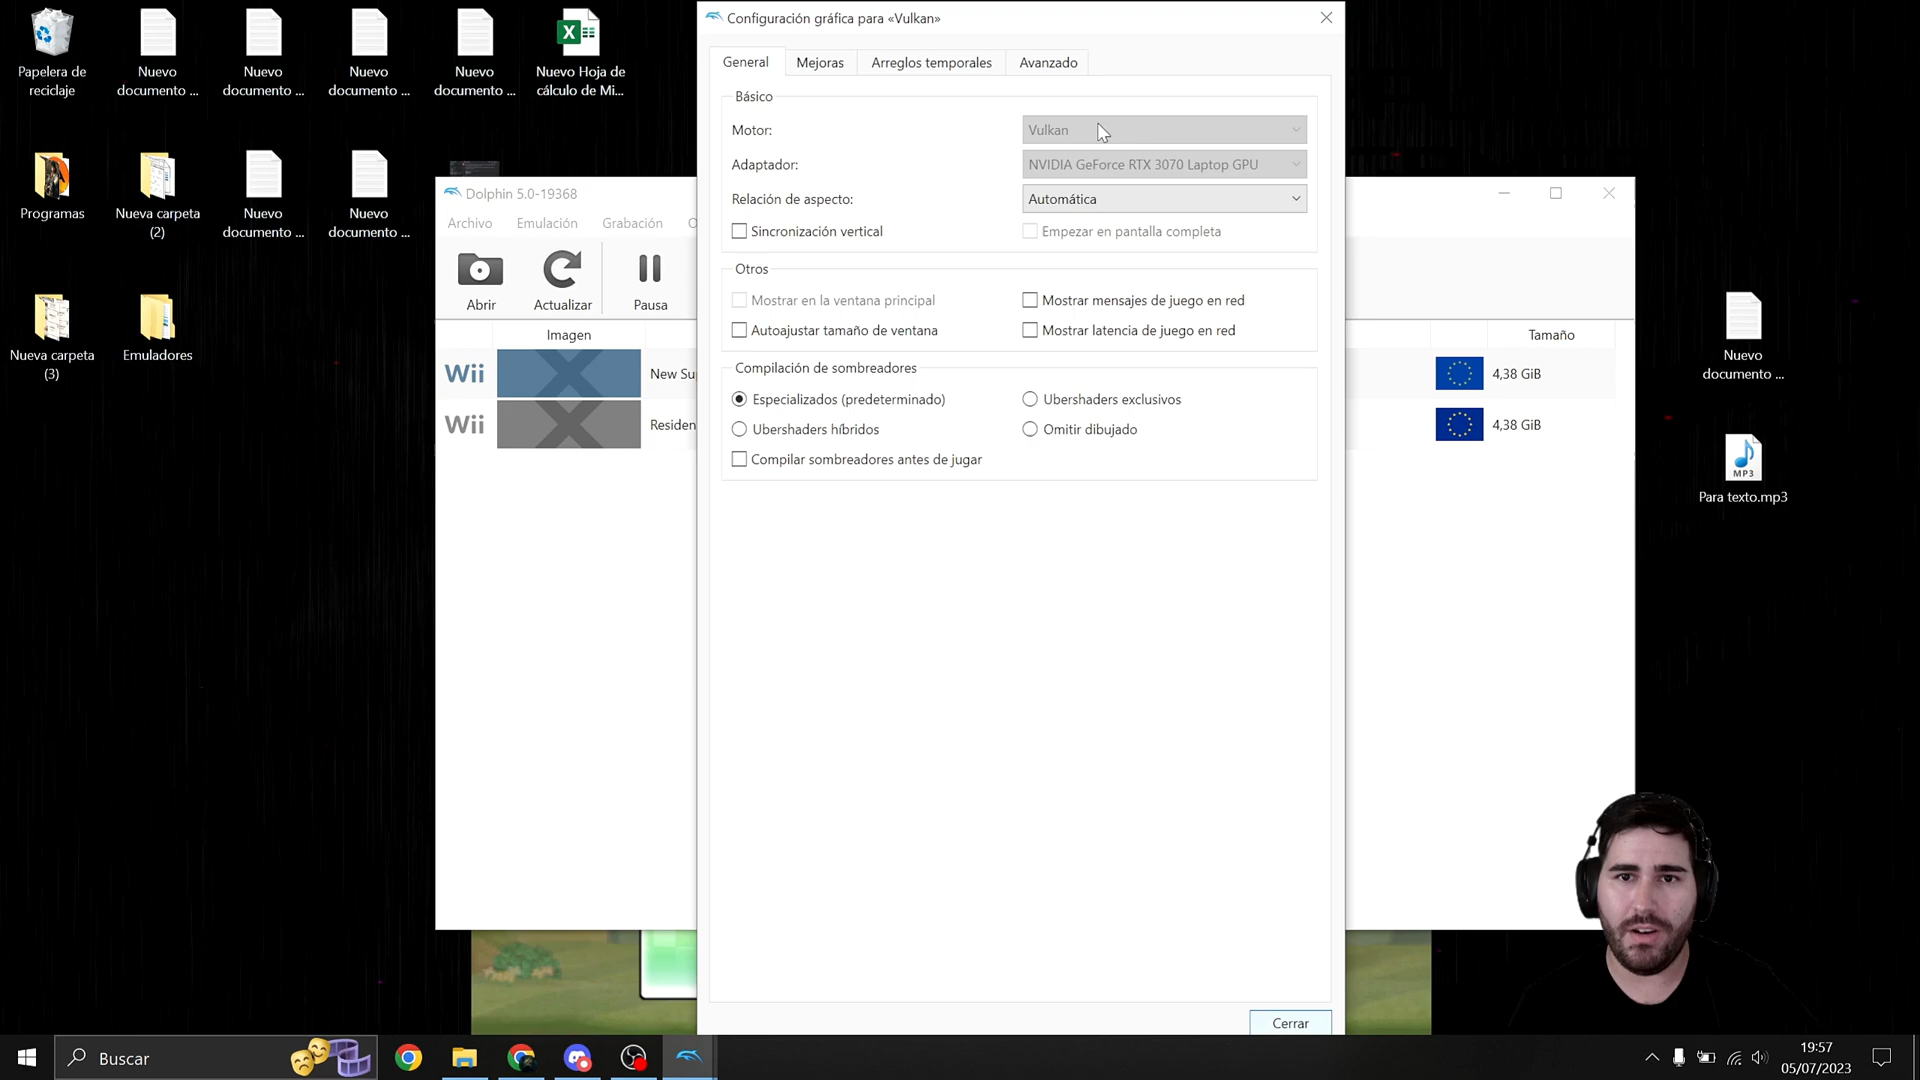 Papelera de
reciclaje
Nuevo
documento ...
Nuevo
documento ...
Nuevo
documento ...
Nuevo
documento ...
Nuevo Hoja de
cálculo de Mi...
Programas
Nueva carpeta
(2)
Nuevo
documento ...
Nuevo
documento ...
Nueva carpeta
(3)
Emuladores
Dolphin 5.0-19368
Archivo
Emulación
Grabación
O
Abrir
Actualizar
Pausa
Imagen
Tamaño
Wii
New Su
4,38 GiB
Wii
Residen
4,38 GiB
Configuración gráfica para «Vulkan»
General
Mejoras
Arreglos temporales
Avanzado
Básico
Motor:
Vulkan
Adaptador:
NVIDIA GeForce RTX 3070 Laptop GPU
Relación de aspecto:
Automática
Sincronización vertical
Empezar en pantalla completa
Otros
Mostrar en la ventana principal
Mostrar mensajes de juego en red
Autoajustar tamaño de ventana
Mostrar latencia de juego en red
Compilación de sombreadores
Especializados (predeterminado)
Ubershaders exclusivos
Ubershaders híbridos
Omitir dibujado
Compilar sombreadores antes de jugar
Cerrar
Nuevo
documento ...
MP3
Para texto.mp3
Buscar
19:57
05/07/2023